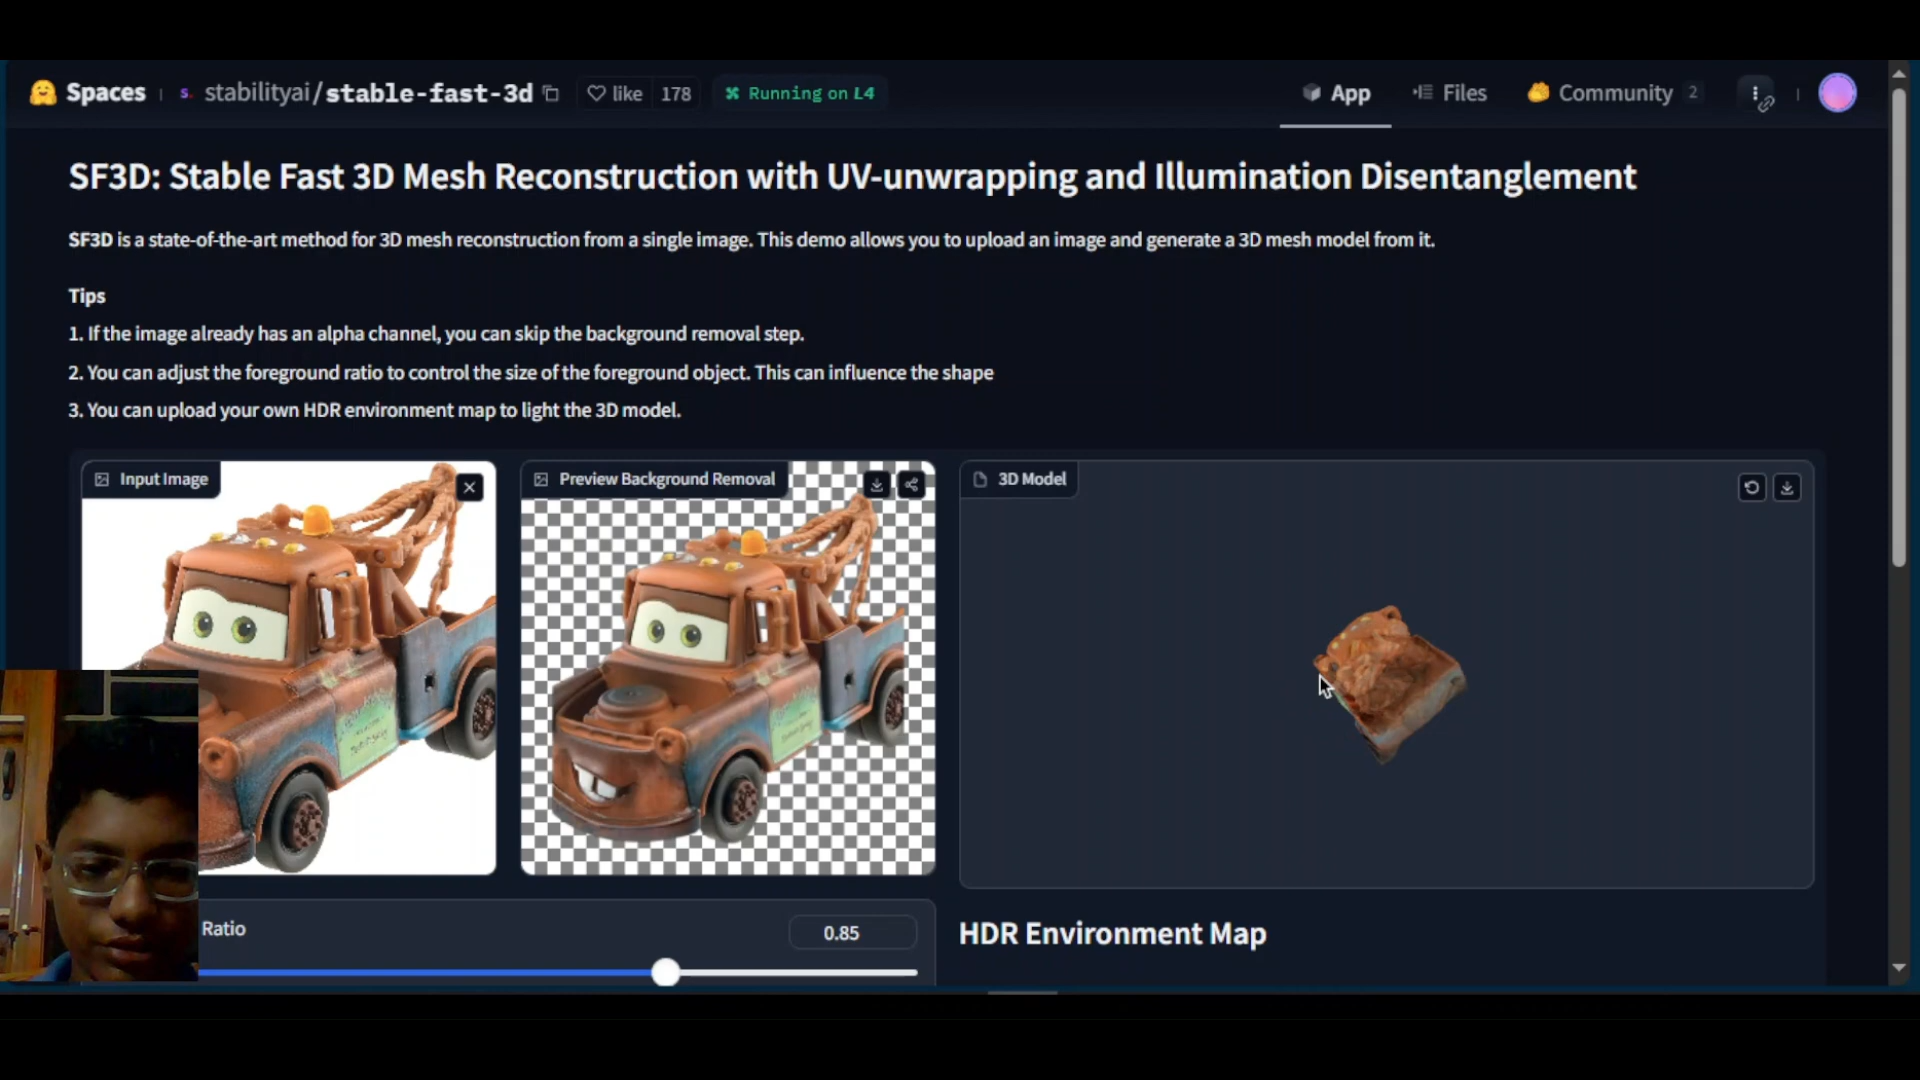 Spaces
s. stabilityai/stable-fast-3d
like 178
Running on L4
App
Files
Community 2
SF3D: Stable Fast 3D Mesh Reconstruction with UV-unwrapping and Illumination Disentanglement
SF3D is a state-of-the-art method for 3D mesh reconstruction from a single image. This demo allows you to upload an image and generate a 3D mesh model from it.
Tips
1. If the image already has an alpha channel, you can skip the background removal step.
2. You can adjust the foreground ratio to control the size of the foreground object. This can influence the shape
3. You can upload your own HDR environment map to light the 3D model.
Input Image
Preview Background Removal
3D Model
Ratio
0.85
HDR Environment Map